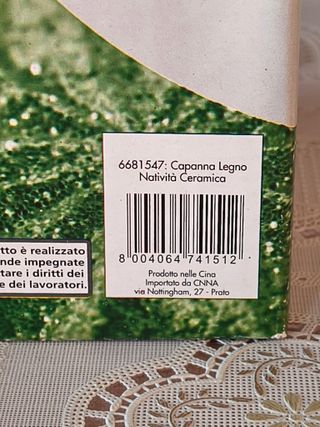 6681547: Capanna Legno
Natività Ceramica
8 004064 741512
Prodotto nelle Cina
Importato da CNNA
via Nottingham, 27 - Prato
tto è realizzato
nde impegnate
tare i diritti dei
e dei lavoratori.